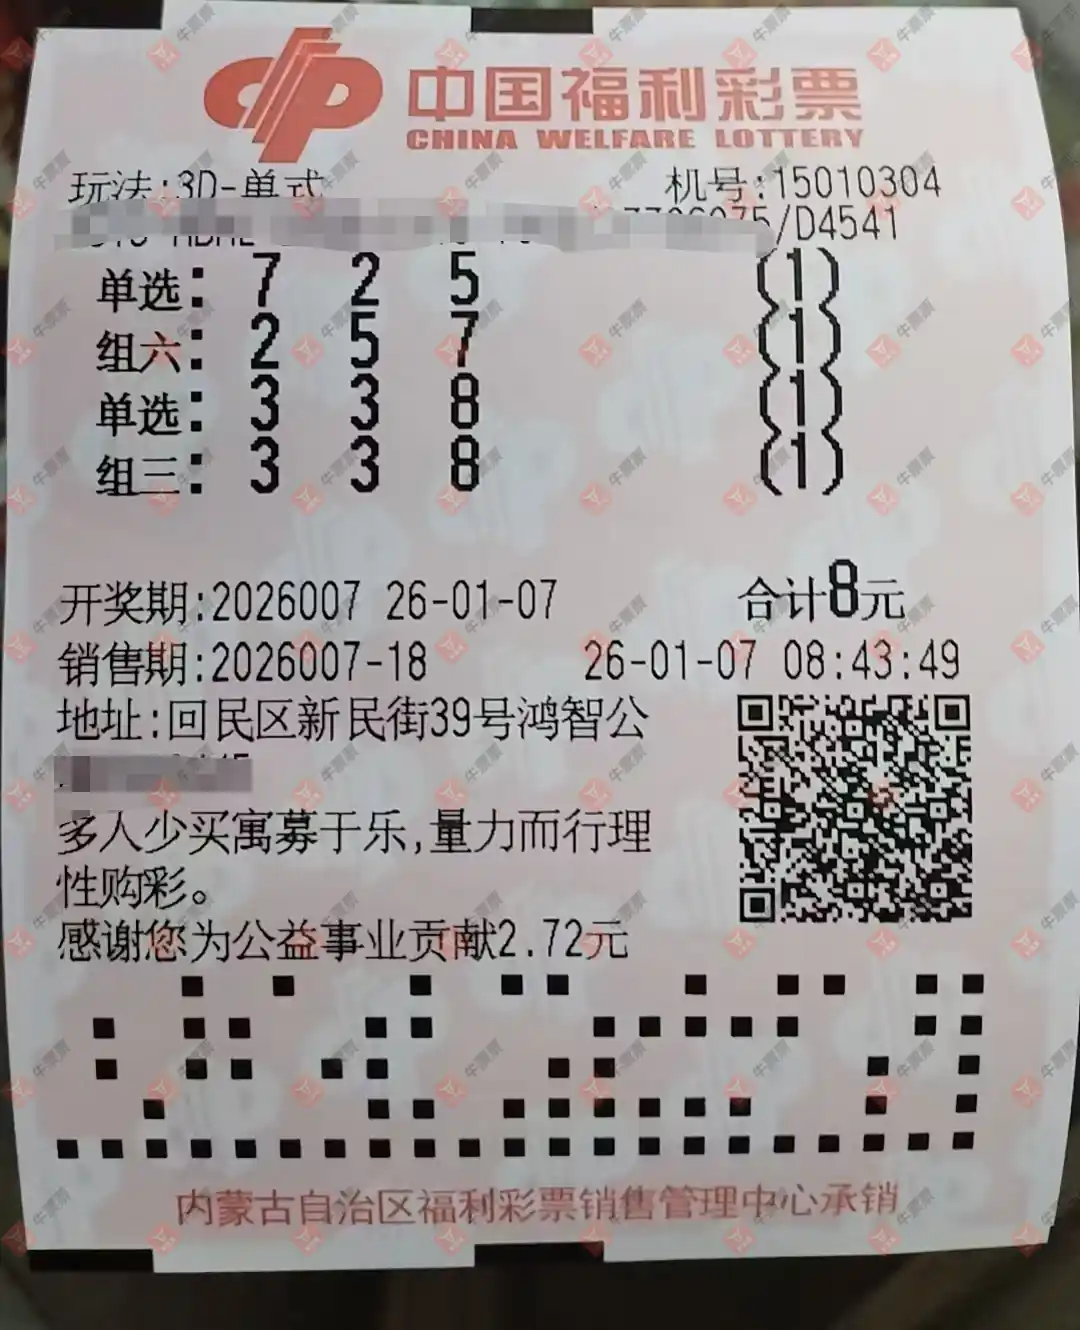 中国福利彩票
CHINA WELFARE LOTTERY
玩法:3D-单式 机号:15010304
/D4541
单选: 7 2 5 (1)
组六: 2 5 7 (1)
单选: 3 3 8 (1)
组三: 3 3 8 (1)
开奖期:2026007 26-01-07 合计8元
销售期:2026007-18 26-01-07 08:43:49
地址:回民区新民街39号鸿智公
多人少买寓募于乐,量力而行理
性购彩。
感谢您为公益事业贡献2.72元
内蒙古自治区福利彩票销售管理中心承销
牛票票